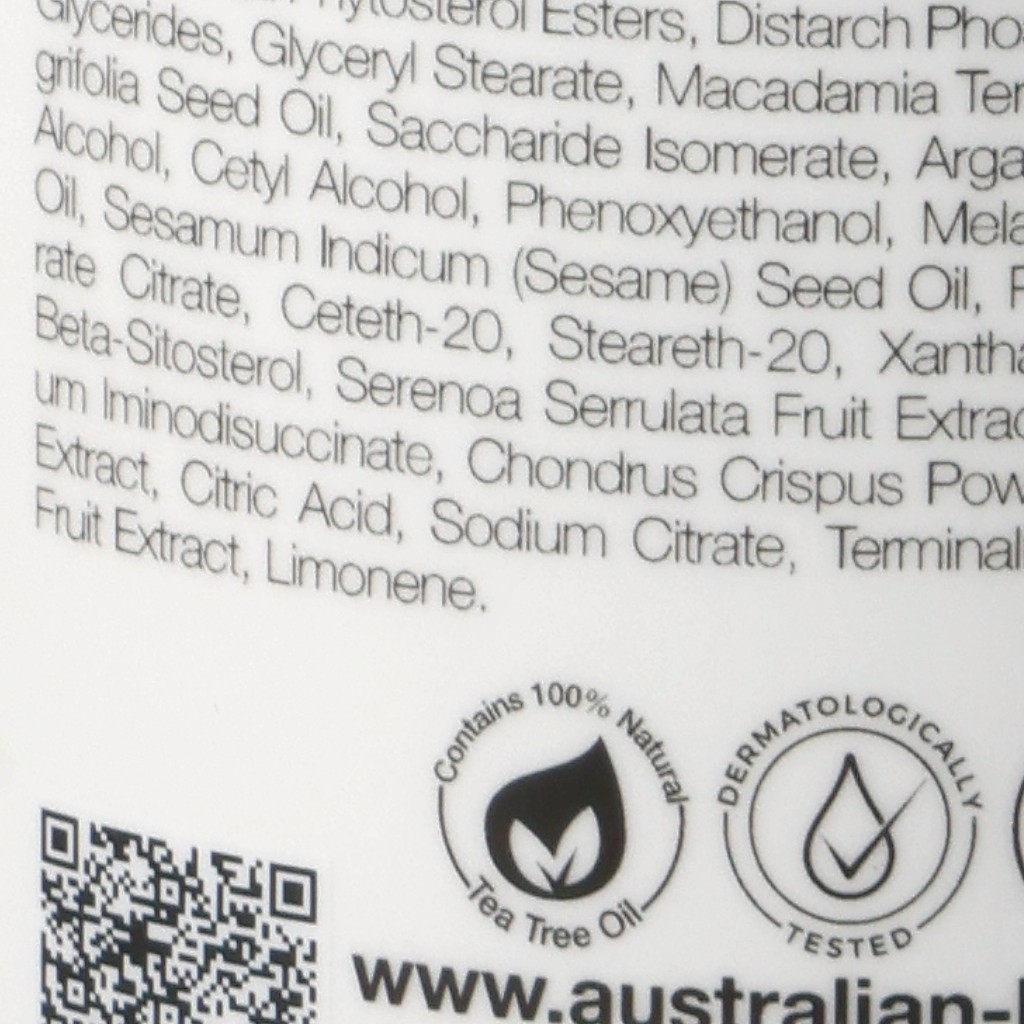 Esters, Distarch Pho
Glycerides, Glyceryl Stearate, Macadamia Ter
grifolia Seed Oil, Saccharide Isomerate, Arga
Alcohol, Cetyl Alcohol, Phenoxyethanol, Mela
Oil, Sesamum Indicum (Sesame) Seed Oil,
rate Citrate, Ceteth-20, Steareth-20, Xantha
Beta-Sitosterol, Serenoa Serrulata Fruit Extrac
um Iminodisuccinate, Chondrus Crispus Pow
Extract, Citric Acid, Sodium Citrate, Terminal
Fruit Extract, Limonene.
Contains 100% Natural
Tea Tree Oil
DERMATOLOGICALLY
TESTED
www.australian-